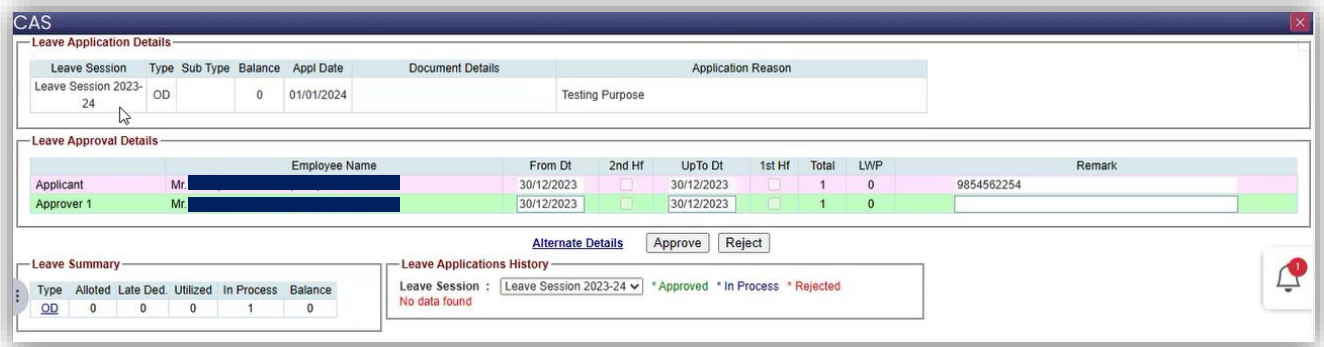 CAS
Leave Application Details
Leave Session Type Sub Type Balance Appl Date Document Details Application Reason
Leave Session 2023-
24 OD 0 01/01/2024 Testing Purpose
Leave Approval Details
Employee Name From Dt 2nd Hf UpTo Dt 1st Hf Total LWP Remark
Applicant Mr. 30/12/2023 30/12/2023 1 0 9854562254
Approver 1 Mr. 30/12/2023 30/12/2023 1 0
Alternate Details Approve Reject
Leave Summary
Type Alloted Late Ded. Utilized In Process Balance
OD 0 0 0 1 0
Leave Applications History
Leave Session : Leave Session 2023-24 * Approved * In Process * Rejected
No data found
1